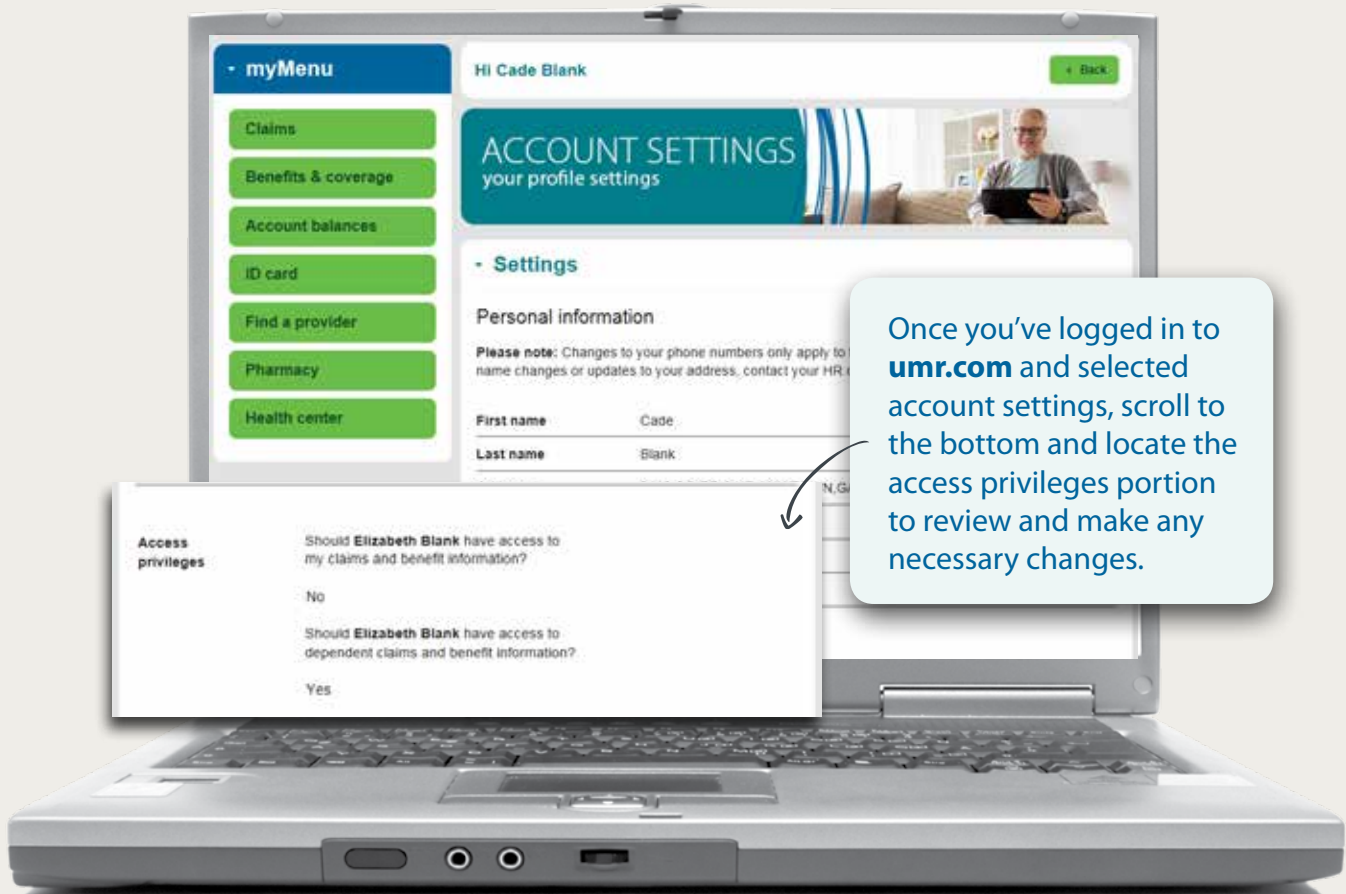 - myMenu
Claims
Benefits & coverage
Account balances
ID card
Find a provider
Pharmacy
Health center
Hi Cade Blank
Back
ACCOUNT SETTINGS
your profile settings
- Settings
Personal information
Please note: Changes to your phone numbers only apply to
name changes or updates to your address, contact your HR
First name Cade
Last name Blank
Access
privileges
Should Elizabeth Blank have access to
my claims and benefit information?
No
Should Elizabeth Blank have access to
dependent claims and benefit information?
Yes
Once you've logged in to
umr.com and selected
account settings, scroll to
the bottom and locate the
access privileges portion
to review and make any
necessary changes.